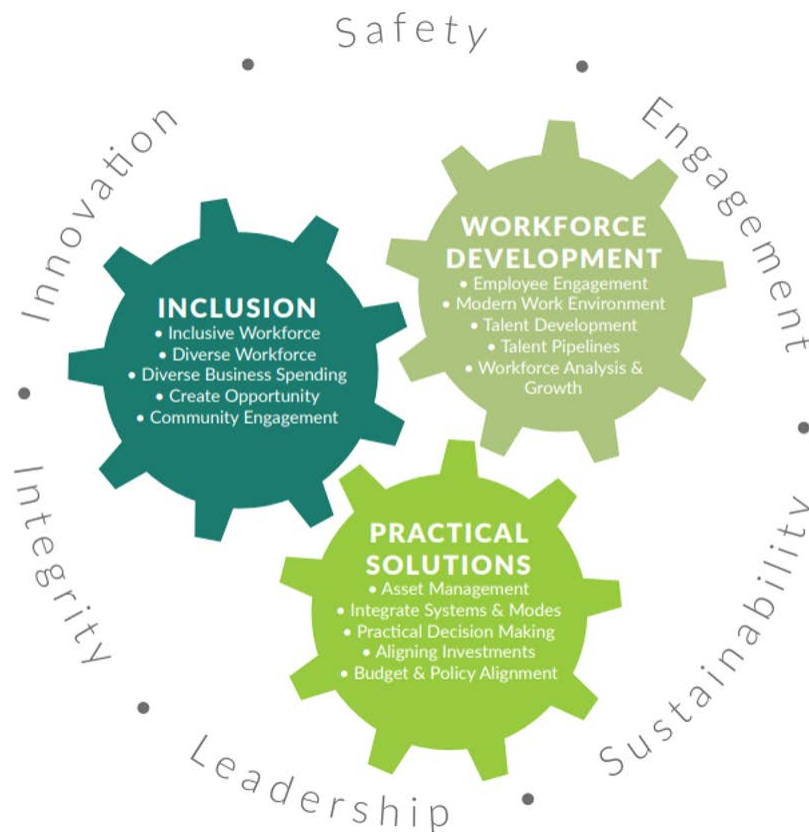 Safety
Engagement
Sustainability
Leadership
Integrity
Innovation
INCLUSION
• Inclusive Workforce
• Diverse Workforce
• Diverse Business Spending
• Create Opportunity
• Community Engagement
WORKFORCE
DEVELOPMENT
• Employee Engagement
• Modern Work Environment
• Talent Development
• Talent Pipelines
• Workforce Analysis &
Growth
PRACTICAL
SOLUTIONS
• Asset Management
• Integrate Systems & Modes
• Practical Decision Making
• Aligning Investments
• Budget & Policy Alignment